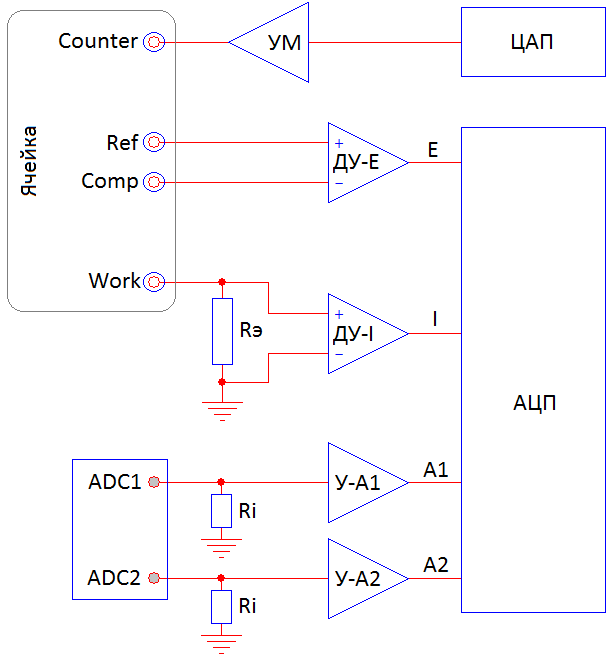 Counter
УМ
ЦАП
Ячейка
Ref
Comp
+
ДУ-E
−
E
Work
Rэ
+
ДУ-I
−
I
АЦП
ADC1
Ri
У-А1
A1
ADC2
Ri
У-А2
A2